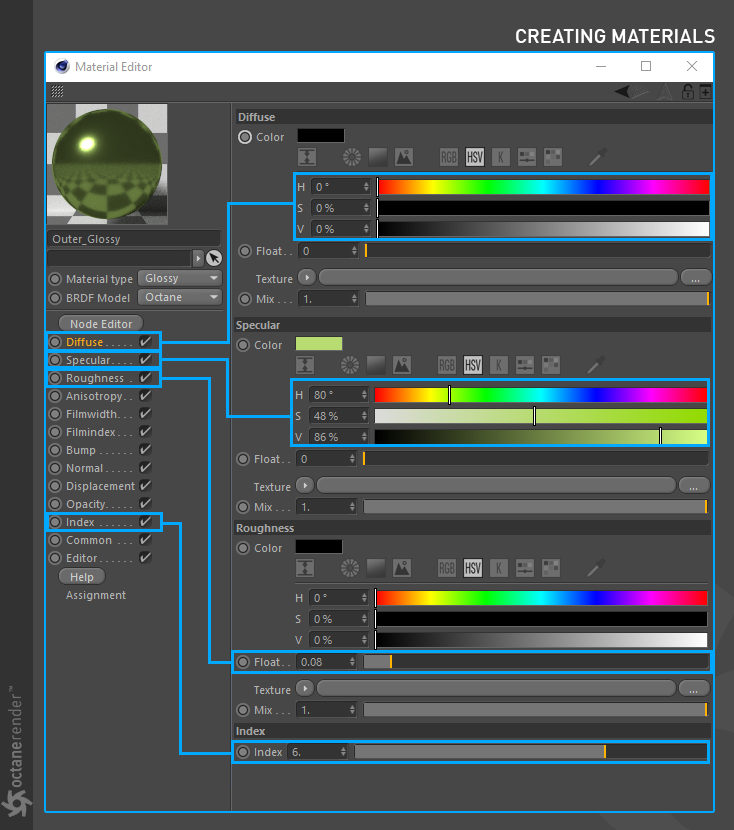 CREATING MATERIALS
Material Editor
Outer_Glossy
Material type Glossy
BRDF Model Octane
Node Editor
Diffuse . . . . .
Specular. . . . .
Roughness .
Anisotropy. .
Filmwidth. . .
Filmindex . . .
Bump . . . . . .
Normal . . . . .
Displacement
Opacity. . . . .
Index . . . . . .
Common . . .
Editor. . . . . .
Help
Assignment
Diffuse
Color
RGB HSV K
H 0 °
S 0 %
V 0 %
Float. . 0
Texture ...
Mix . . . 1.
Specular
Color
RGB HSV K
H 80 °
S 48 %
V 86 %
Float. . 0
Texture ...
Mix . . . 1.
Roughness
Color
RGB HSV K
H 0 °
S 0 %
V 0 %
Float. . 0.08
Texture ...
Mix . . . 1.
Index
Index 6.
octanerender™